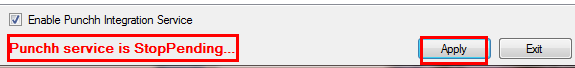 Enable Punchh Integration Service
Punchh service is StopPending...
Apply
Exit